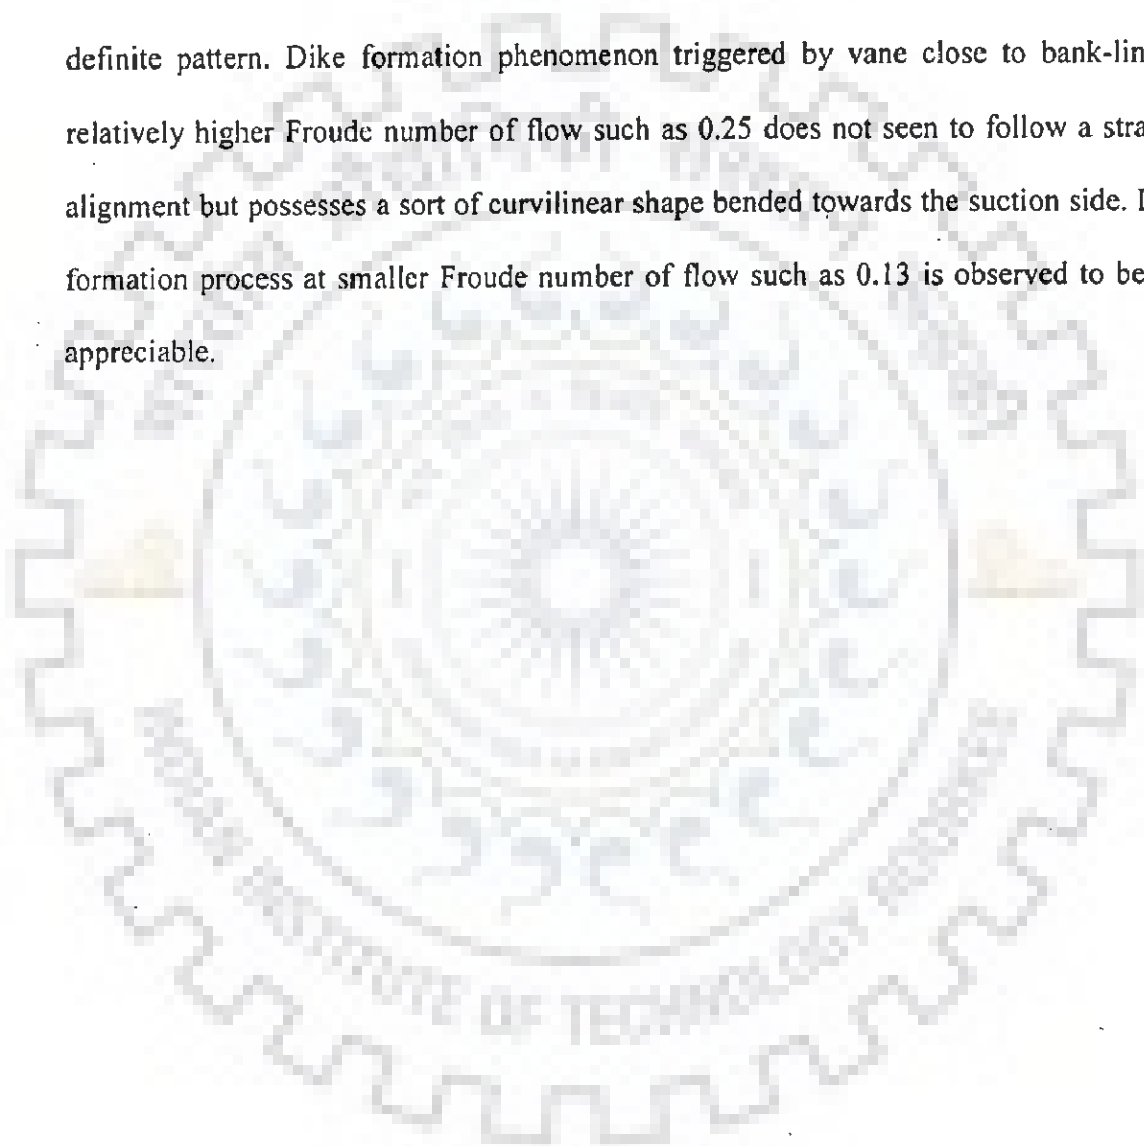 definite pattern. Dike formation phenomenon triggered by vane close to bank-lin
relatively higher Froude number of flow such as 0.25 does not seen to follow a stra
alignment but possesses a sort of curvilinear shape bended towards the suction side. I
formation process at smaller Froude number of flow such as 0.13 is observed to be
appreciable.
INSTITUTE OF TECHNOLOGY